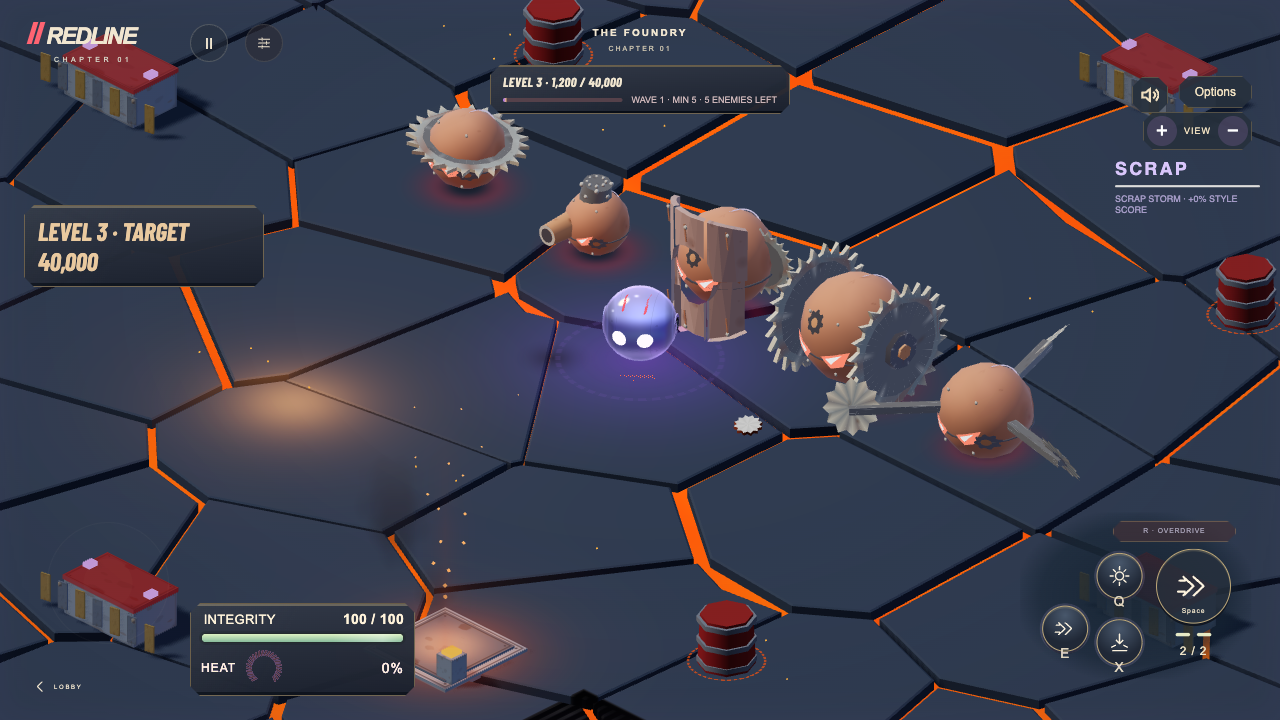 REDLINE
CHAPTER 01
THE FOUNDRY
CHAPTER 01
LEVEL 3 · 1,200 / 40,000
WAVE 1 · MIN 5 · 5 ENEMIES LEFT
Options
+ VIEW −
SCRAP
SCRAP STORM · +0% STYLE
SCORE
LEVEL 3 · TARGET
40,000
R · OVERDRIVE
Q
Space
E
X
2 / 2
INTEGRITY 100 / 100
HEAT 0%
LOBBY